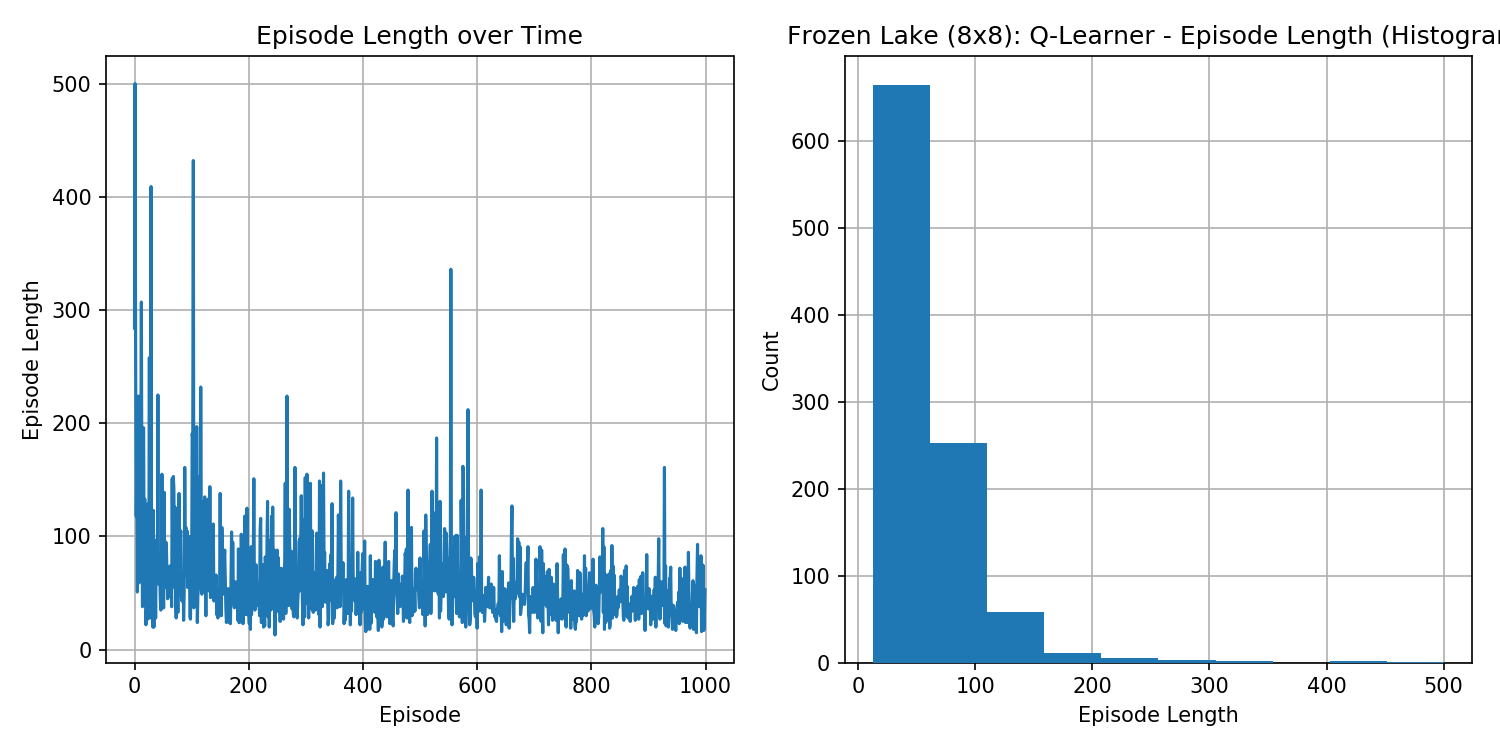 Episode Length over Time
500
400
300
200
100
0
Episode Length
0 200 400 600 800 1000
Episode
Frozen Lake (8x8): Q-Learner - Episode Length (Histogra
600
500
400
300
200
100
0
Count
0 100 200 300 400 500
Episode Length